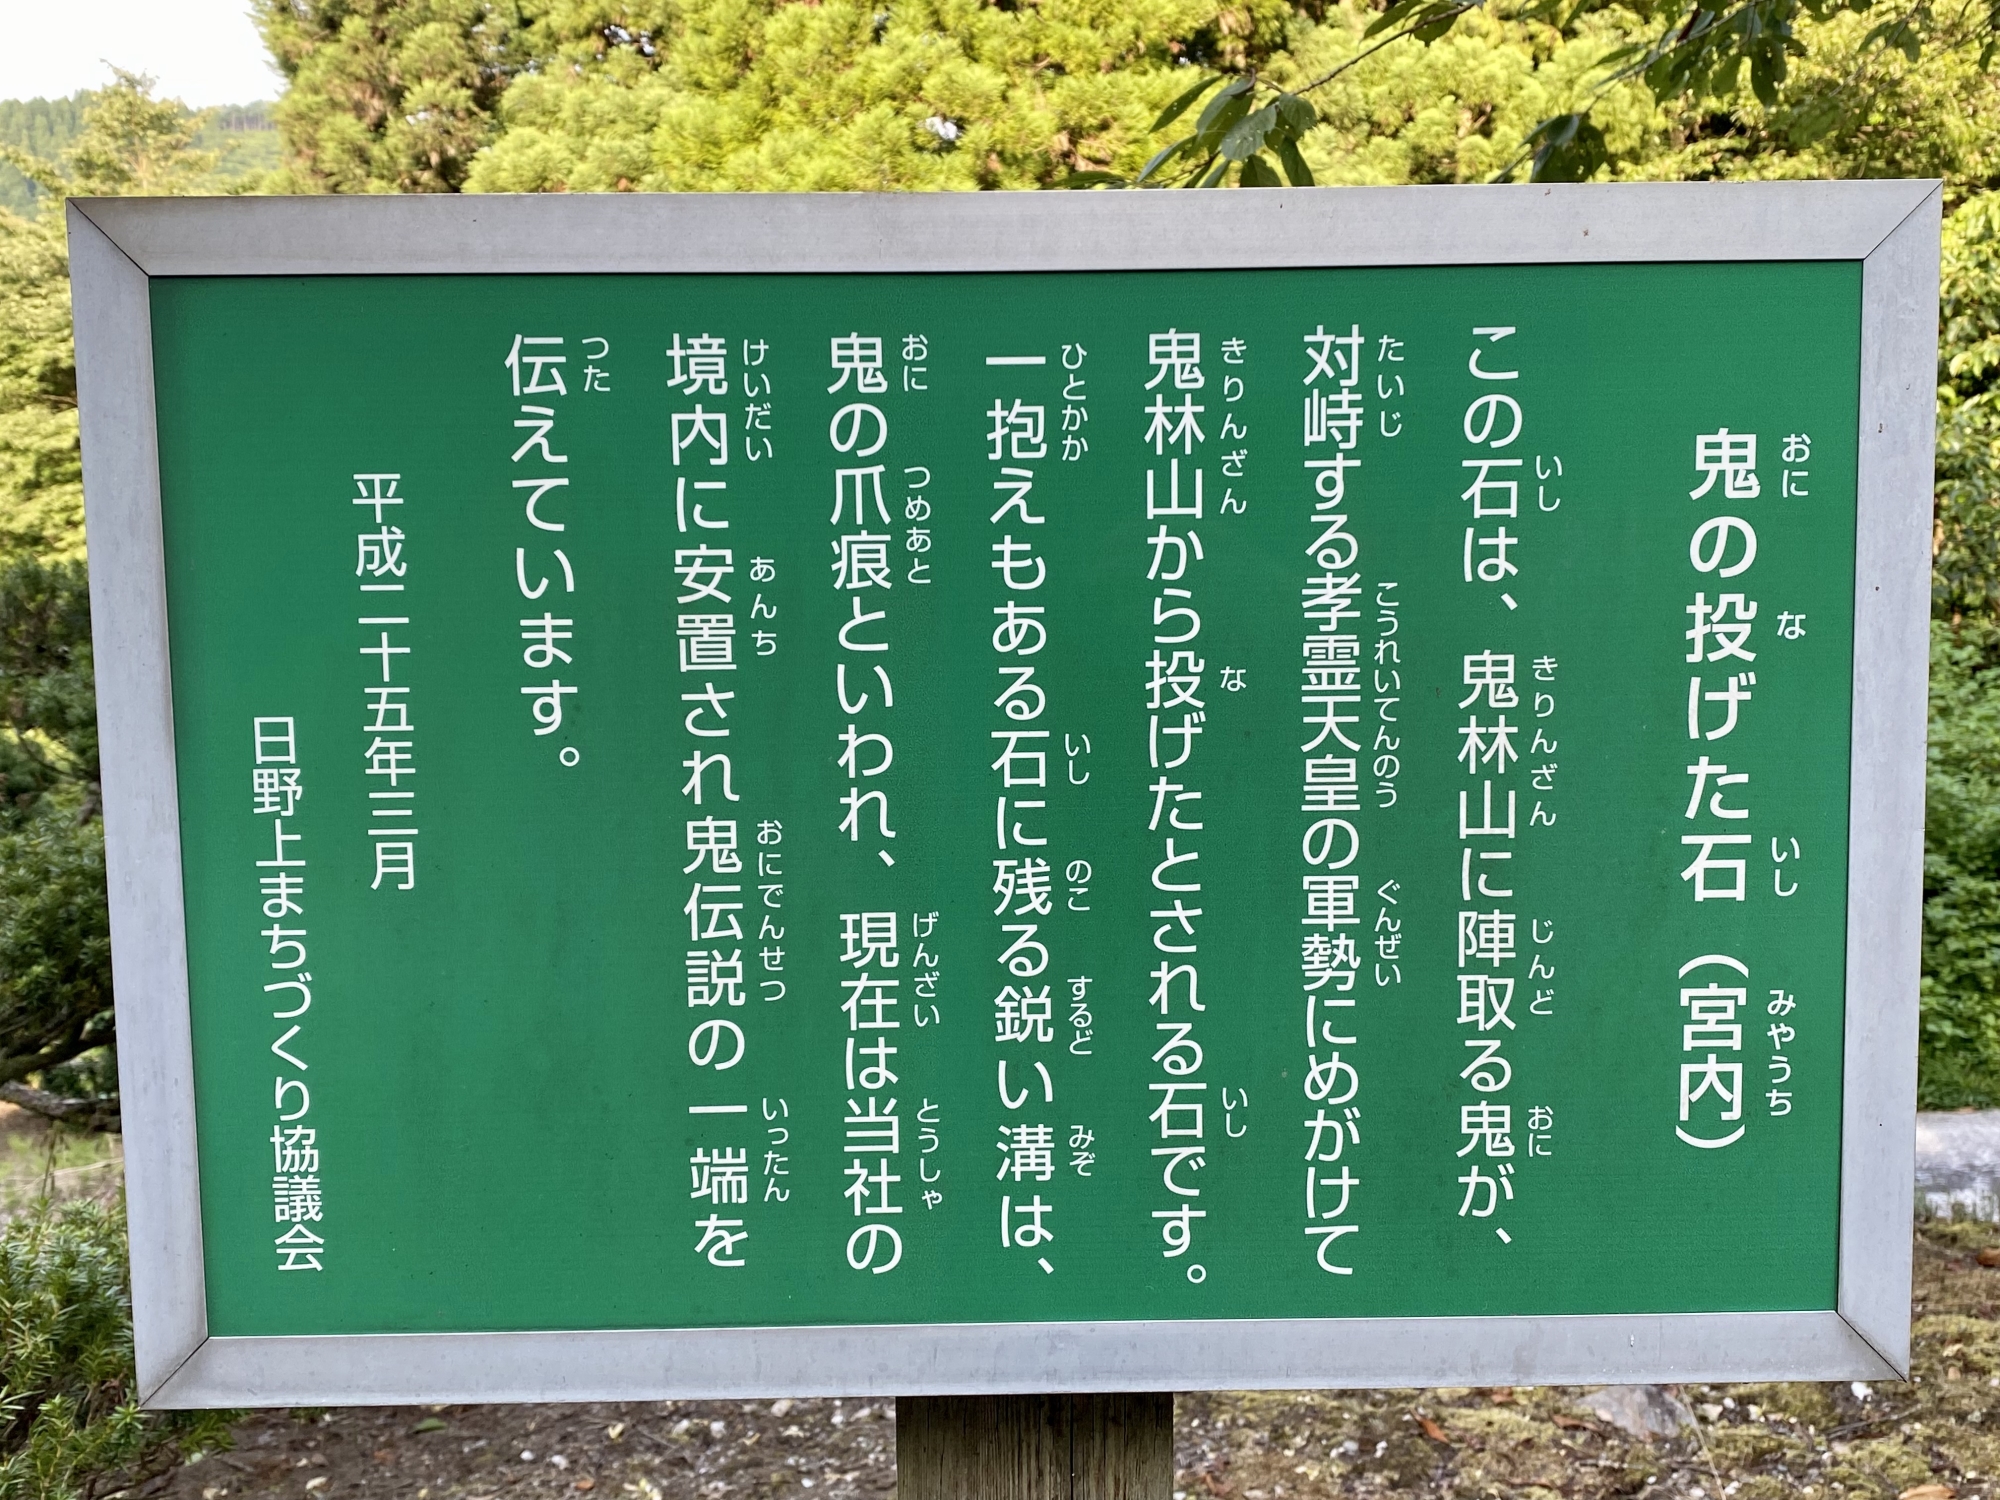 鬼の投げた石（宮内）
この石は、鬼林山に陣取る鬼が、
対峙する孝霊天皇の軍勢にめがけて
鬼林山から投げたとされる石です。
一抱えもある石に残る鋭い溝は、
鬼の爪痕といわれ、現在は当社の
境内に安置され鬼伝説の一端を
伝えています。
平成二十五年三月
日野上まちづくり協議会